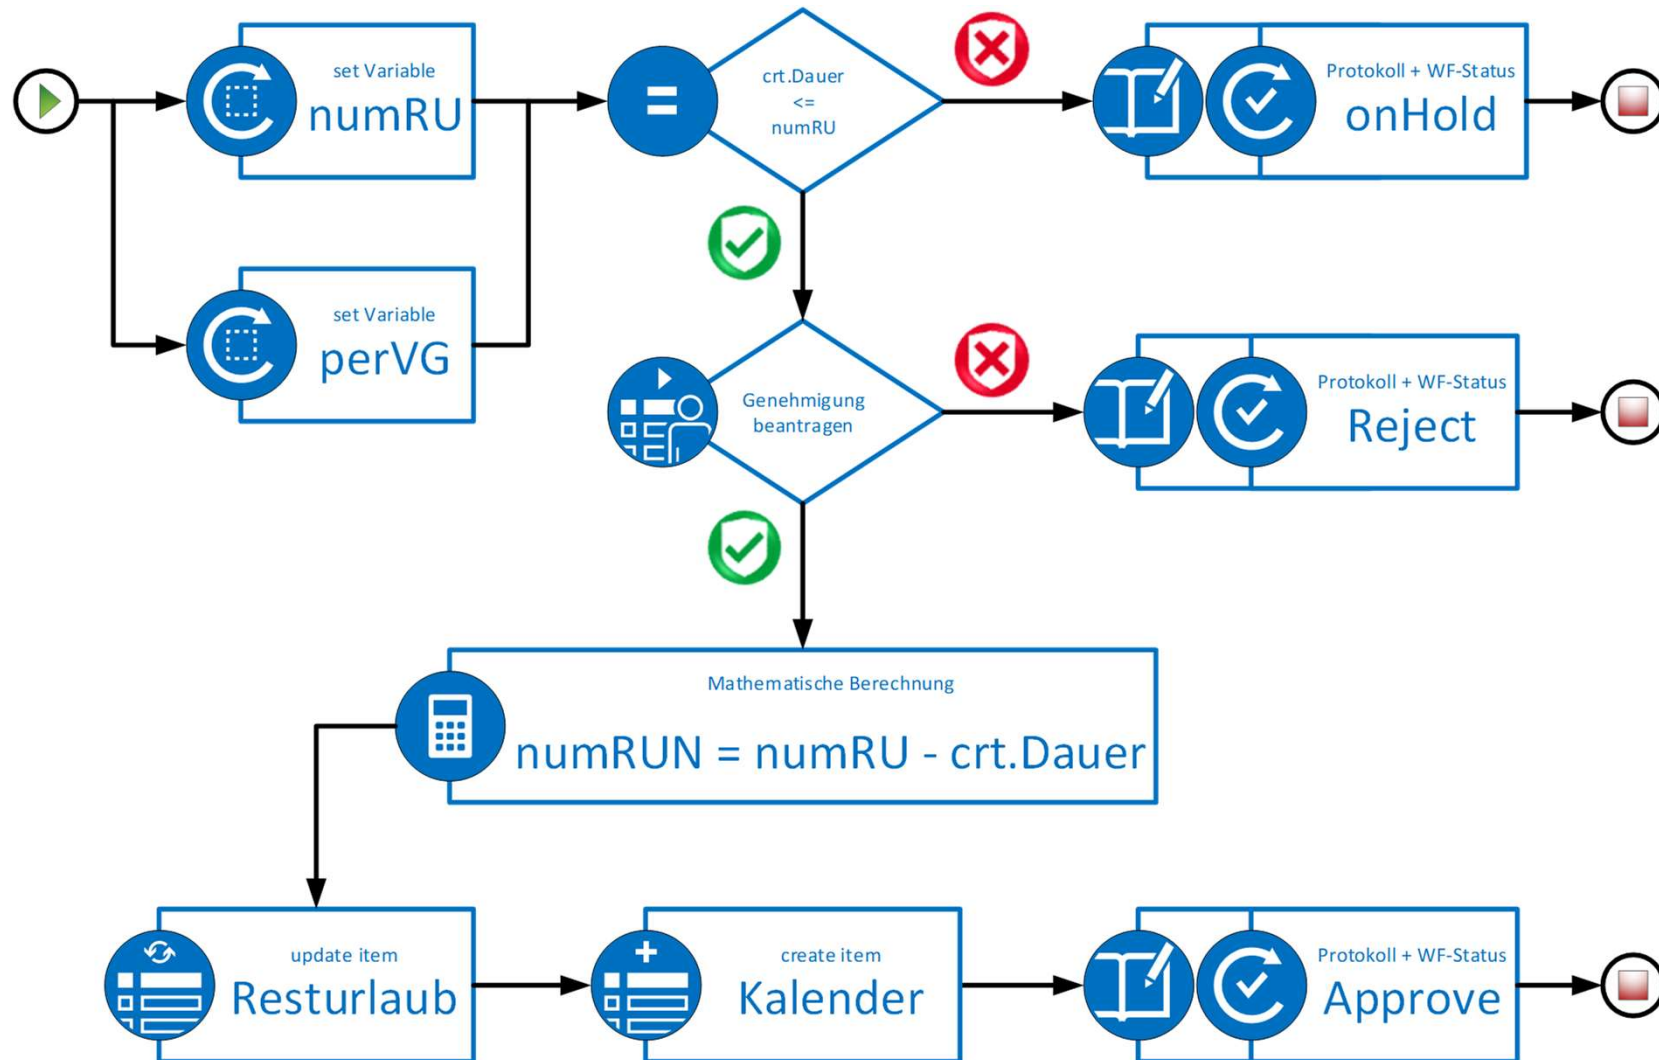 set Variable
numRU
crt.Dauer
<=
numRU
Protokoll + WF-Status
onHold
set Variable
perVG
Genehmigung
beantragen
Protokoll + WF-Status
Reject
Mathematische Berechnung
numRUN = numRU - crt.Dauer
update item
Resturlaub
create item
Kalender
Protokoll + WF-Status
Approve